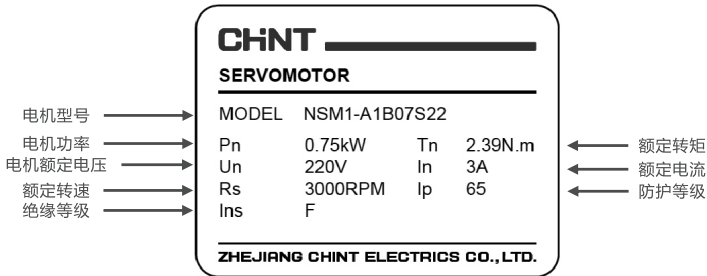 CHiNT
SERVOMOTOR
电机型号 MODEL NSM1-A1B07S22
电机功率 Pn 0.75kW Tn 2.39N.m 额定转矩
电机额定电压 Un 220V In 3A 额定电流
额定转速 Rs 3000RPM Ip 65 防护等级
绝缘等级 Ins F
ZHEJIANG CHINT ELECTRICS CO.,LTD.